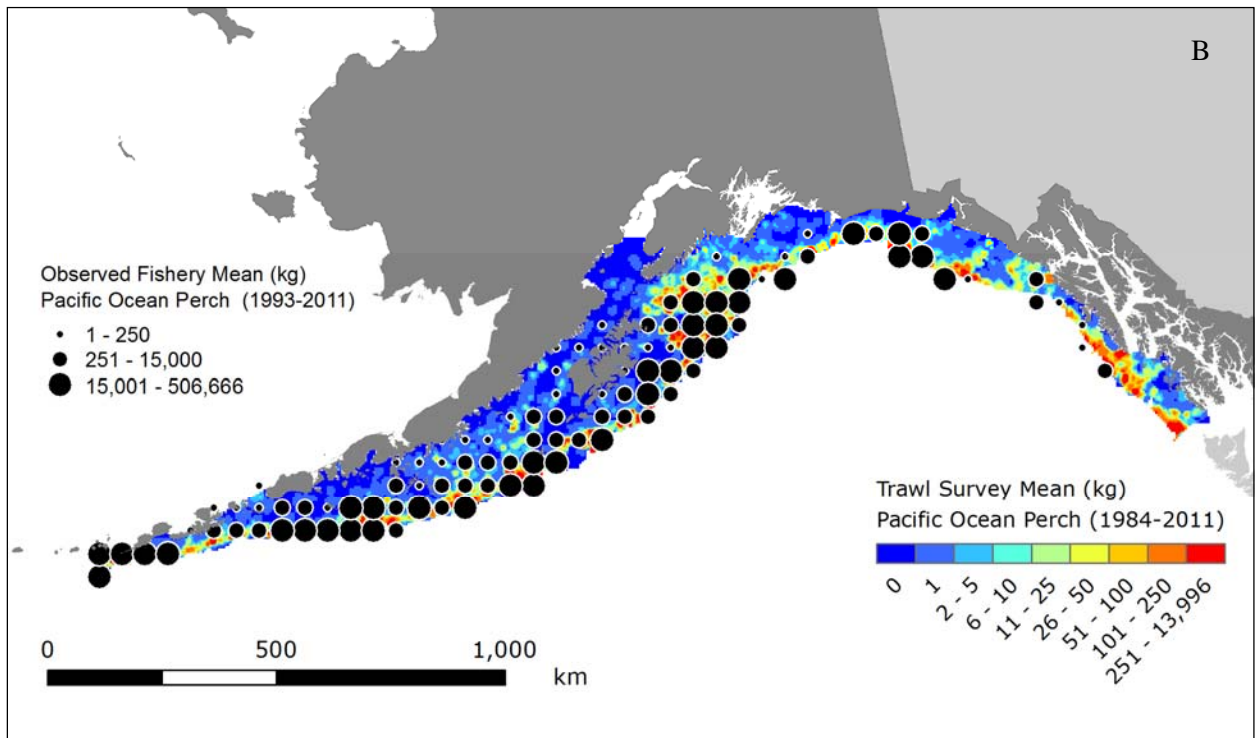 B
Observed Fishery Mean (kg)
Pacific Ocean Perch (1993-2011)
1 - 250
251 - 15,000
15,001 - 506,666
Trawl Survey Mean (kg)
Pacific Ocean Perch (1984-2011)
0
1
2 - 5
6 - 10
11 - 25
26 - 50
51 - 100
101 - 250
251 - 13,996
0 500 1,000
km